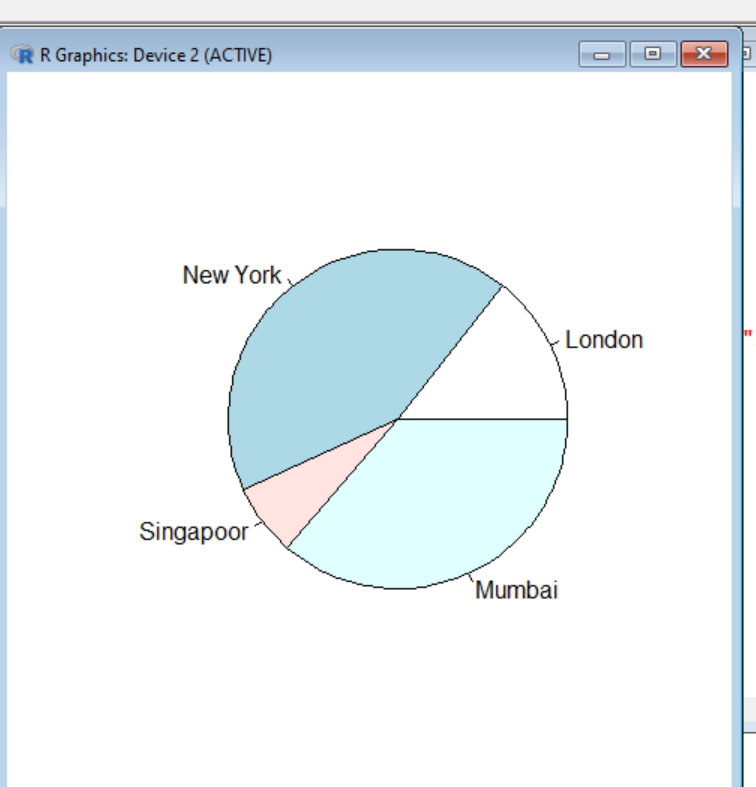 R R Graphics: Device 2 (ACTIVE)
New York
London
"
Singapoor
Mumbai